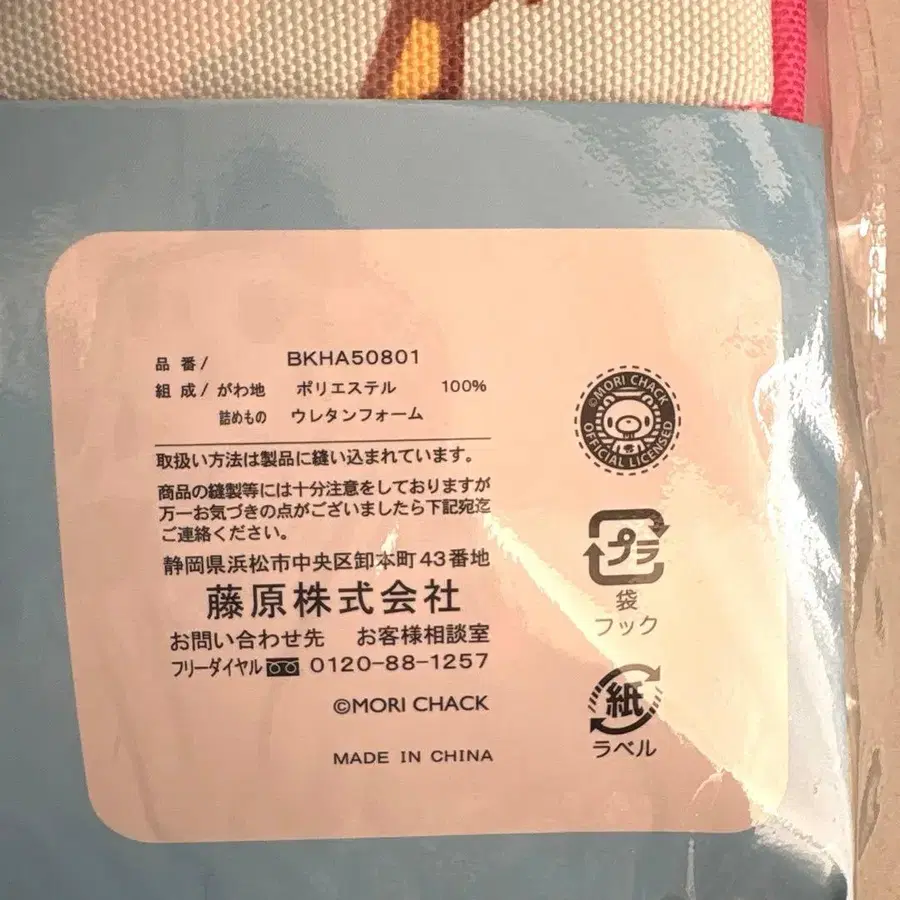 品番/ BKHA50801
組成/がわ地 ポリエステル 100%
詰めもの ウレタンフォーム
取扱い方法は製品に縫い込まれています。
商品の縫製等には十分注意をしておりますが
万一お気づきの点がございましたら下記宛迄
ご連絡ください。
静岡県浜松市中央区卸本町43番地
藤原株式会社
お問い合わせ先 お客様相談室
フリーダイヤル 0120-88-1257
©MORI CHACK
MADE IN CHINA
©MORI CHACK
OFFICIAL LICENSED
プラ
袋
フック
紙
ラベル